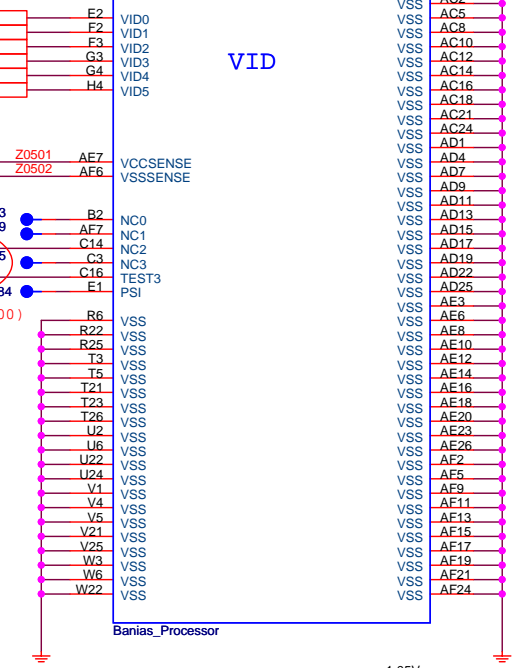 VSS AC2
E2 VID0 VSS AC5
F2 VID1 VSS AC8
F3 VID2 VSS AC10
G3 VID3 VID VSS AC12
G4 VID4 VSS AC14
H4 VID5 VSS AC16
VSS AC18
VSS AC21
VSS AC24
VSS AD1
Z0501 AE7 VCCSENSE VSS AD4
Z0502 AF6 VSSSENSE VSS AD7
VSS AD9
VSS AD11
3 B2 NC0 VSS AD13
9 AF7 NC1 VSS AD15
C14 NC2 VSS AD17
5 C3 NC3 VSS AD19
C16 TEST3 VSS AD22
34 E1 PSI VSS AD25
VSS AE3
00) R6 VSS VSS AE6
R22 VSS VSS AE8
R25 VSS VSS AE10
T3 VSS VSS AE12
T5 VSS VSS AE14
T21 VSS VSS AE16
T23 VSS VSS AE18
T26 VSS VSS AE20
U2 VSS VSS AE23
U6 VSS VSS AE26
U22 VSS VSS AF2
U24 VSS VSS AF5
V1 VSS VSS AF9
V4 VSS VSS AF11
V5 VSS VSS AF13
V21 VSS VSS AF15
V25 VSS VSS AF17
W3 VSS VSS AF19
W6 VSS VSS AF21
W22 VSS VSS AF24
Banias_Processor